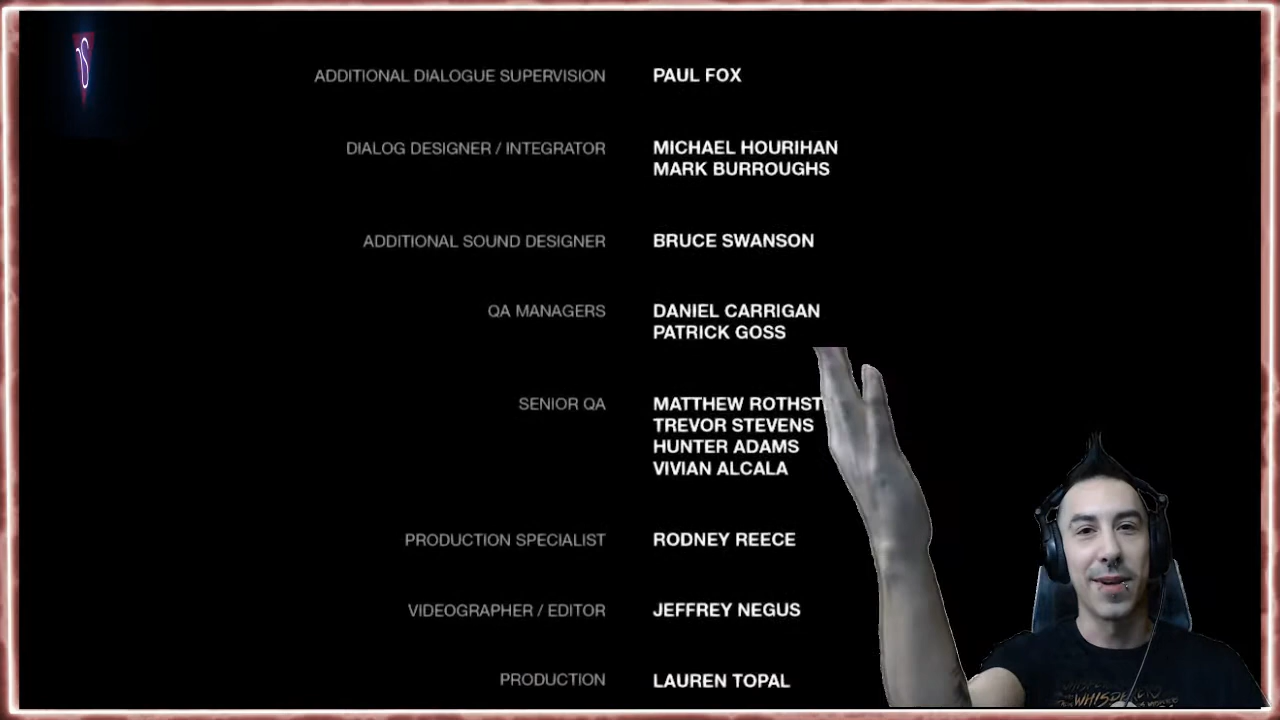 ADDITIONAL DIALOGUE SUPERVISION PAUL FOX
DIALOG DESIGNER / INTEGRATOR MICHAEL HOURIHAN
MARK BURROUGHS
ADDITIONAL SOUND DESIGNER BRUCE SWANSON
QA MANAGERS DANIEL CARRIGAN
PATRICK GOSS
SENIOR QA MATTHEW ROTHST
TREVOR STEVENS
HUNTER ADAMS
VIVIAN ALCALA
PRODUCTION SPECIALIST RODNEY REECE
VIDEOGRAPHER / EDITOR JEFFREY NEGUS
PRODUCTION LAUREN TOPAL